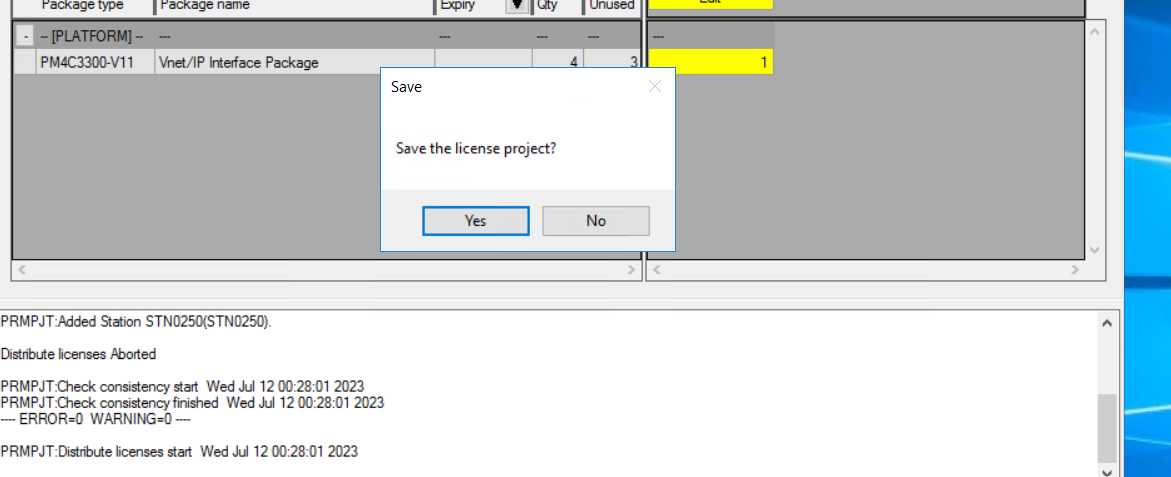 Package type Package name Expiry ▼ Qty Unused Edit
- -- [PLATFORM] -- --- --- --- --- ---
PM4C3300-V11 Vnet/IP Interface Package 4 3 1
Save
Save the license project?
Yes No
PRMPJT:Added Station STN0250(STN0250).
Distribute licenses Aborted
PRMPJT:Check consistency start Wed Jul 12 00:28:01 2023
PRMPJT:Check consistency finished Wed Jul 12 00:28:01 2023
---- ERROR=0 WARNING=0 ----
PRMPJT:Distribute licenses start Wed Jul 12 00:28:01 2023